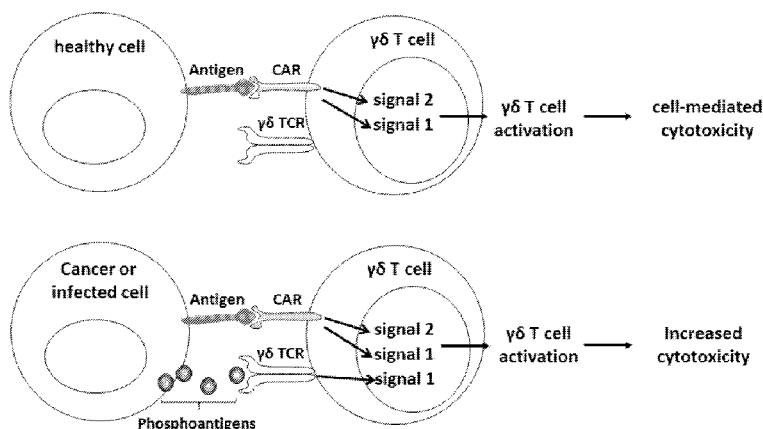 healthy cell
γδ T cell
Antigen
CAR
γδ TCR
signal 2
signal 1
γδ T cell
activation
cell-mediated
cytotoxicity
Cancer or
infected cell
γδ T cell
Antigen
CAR
γδ TCR
signal 2
signal 1
signal 1
γδ T cell
activation
Increased
cytotoxicity
Phosphoantigens